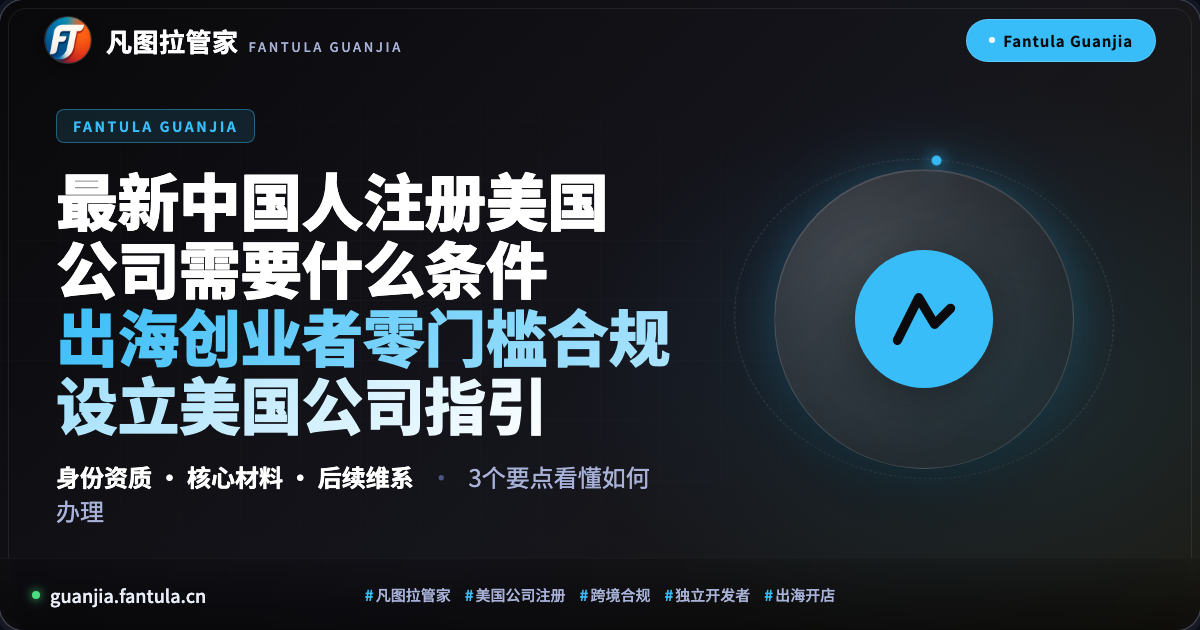 FT 凡图拉管家 FANTULA GUANJIA
• Fantula Guanjia
FANTULA GUANJIA
最新中国人注册美国
公司需要什么条件
出海创业者零门槛合规
设立美国公司指引
身份资质 • 核心材料 • 后续维系 • 3个要点看懂如何
办理
guanjia.fantula.cn
#凡图拉管家 #美国公司注册 #跨境合规 #独立开发者 #出海开店